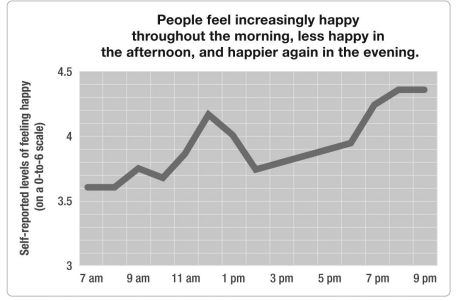 People feel increasingly happy
throughout the morning, less happy in
the afternoon, and happier again in the evening.
Self-reported levels of feeling happy
(on a 0-to-6 scale)
4.5
4
3.5
3
7 am 9 am 11 am 1 pm 3 pm 5 pm 7 pm 9 pm